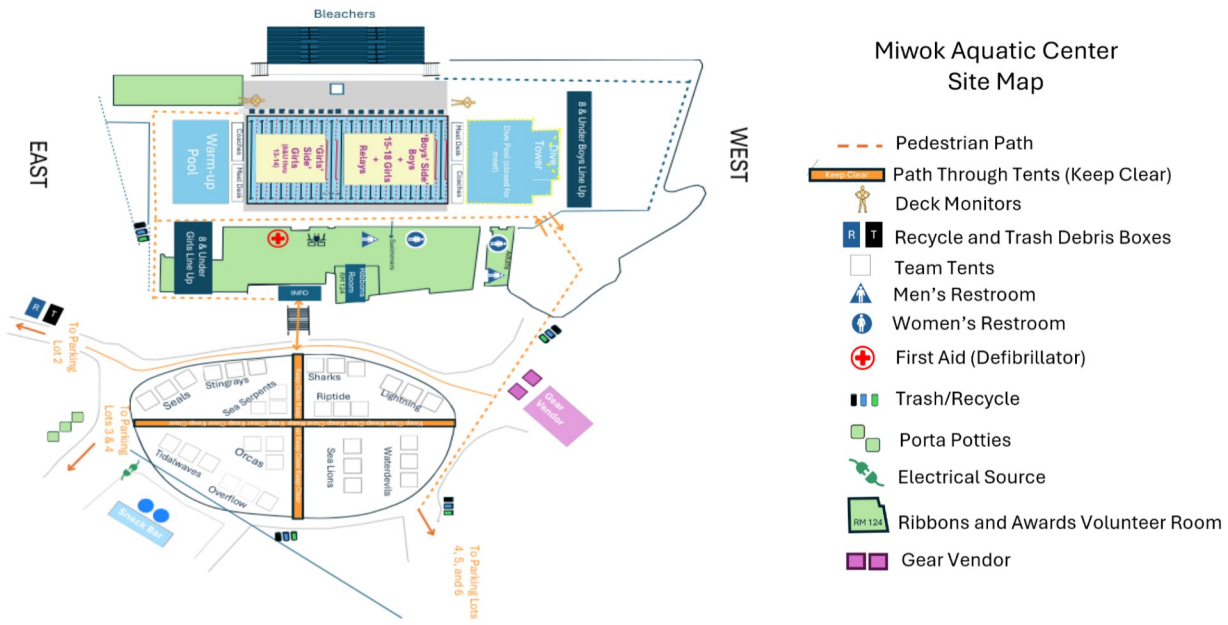 Bleachers
Miwok Aquatic Center
Site Map
EAST
WEST
Warm-up
Pool
Coaches
Meet Desk
'Girls'
Side'
Girls
(8&U thru
13-14)
'Boys' Side'
Boys
+
15-18 Girls
+
Relays
Meet Desk
Coaches
Dive Pool (closed for
meet)
Dive
Tower
8 & Under Boys Line Up
8 & Under
Girls Line Up
Swimmers
Adults
Ribbons
Room
RM 124
INFO
R
T
To Parking
Lot 2
To Parking
Lots 3 & 4
Seals
Stingrays
Sea Serpents
Sharks
Riptide
Lightning
Tidalwaves
Orcas
Overflow
Sea Lions
Waterdevils
Snack Bar
Gear
Vendor
To Parking Lots
4, 5, and 6
Pedestrian Path
Keep Clear
Path Through Tents (Keep Clear)
Deck Monitors
R
T
Recycle and Trash Debris Boxes
Team Tents
Men's Restroom
Women's Restroom
First Aid (Defibrillator)
Trash/Recycle
Porta Potties
Electrical Source
RM 124
Ribbons and Awards Volunteer Room
Gear Vendor